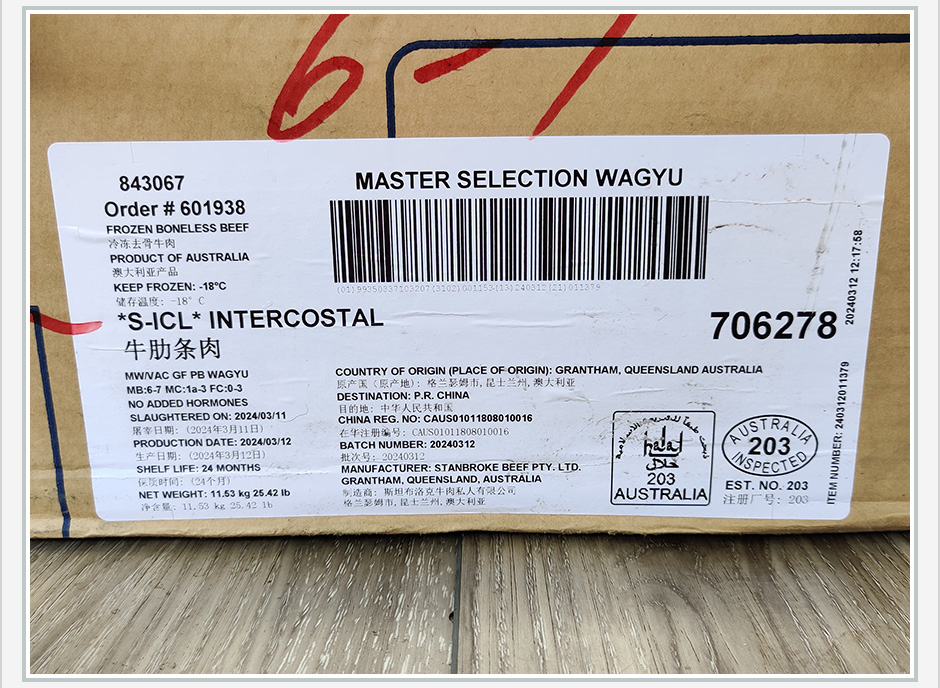 6-1
843067
Order # 601938
FROZEN BONELESS BEEF
冷冻去骨牛肉
PRODUCT OF AUSTRALIA
澳大利亚产品
KEEP FROZEN: -18°C
储存温度: -18° C
*S-ICL* INTERCOSTAL
牛肋条肉
MW/VAC GF PB WAGYU
MB:6-7 MC:1a-3 FC:0-3
NO ADDED HORMONES
SLAUGHTERED ON: 2024/03/11
屠宰日期: (2024年3月11日)
PRODUCTION DATE: 2024/03/12
生产日期: (2024年3月12日)
SHELF LIFE: 24 MONTHS
保质时间: (24个月)
NET WEIGHT: 11.53 kg 25.42 lb
净含量: 11.53 kg 25.42 lb
MASTER SELECTION WAGYU
(01)99350337103207(3102)001153(13)240312(21)011379
706278
COUNTRY OF ORIGIN (PLACE OF ORIGIN): GRANTHAM, QUEENSLAND AUSTRALIA
原产国 (原产地): 格兰瑟姆市, 昆士兰州, 澳大利亚
DESTINATION: P.R. CHINA
目的地: 中华人民共和国
CHINA REG. NO: CAUS01011808010016
在华注册编号: CAUS01011808010016
BATCH NUMBER: 20240312
批次号: 20240312
MANUFACTURER: STANBROKE BEEF PTY. LTD.
GRANTHAM, QUEENSLAND, AUSTRALIA
制造商: 斯坦布洛克牛肉私人有限公司
格兰瑟姆市, 昆士兰州, 澳大利亚
halal
حلال
203
AUSTRALIA
AUSTRALIA
203
INSPECTED
EST. NO. 203
注册厂号: 203
20240312 12:17:58
ITEM NUMBER: 240312011379